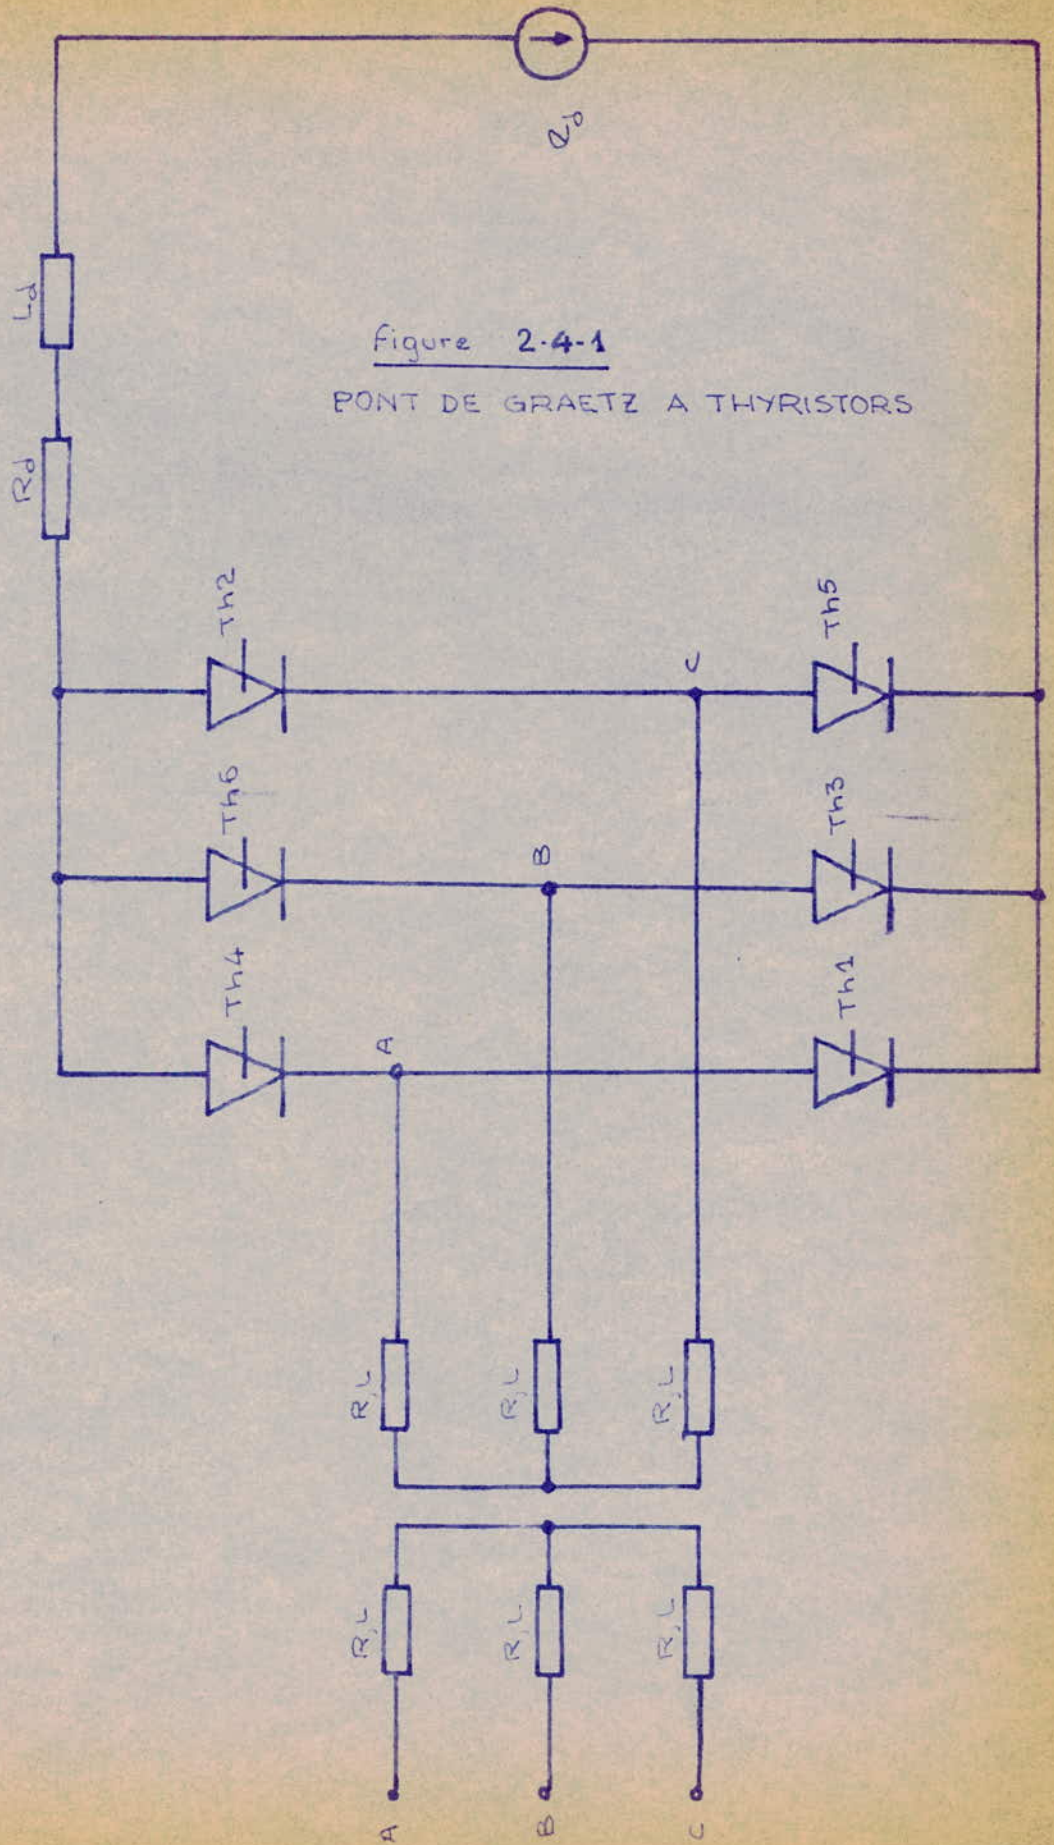 Ld
Rd
Figure 2-4-1
PONT DE GRAETZ A THYRISTORS
Th2
Th6
Th4
Th5
Th3
Th1
A
B
C
R,L
R,L
R,L
R,L
R,L
R,L
A
B
C